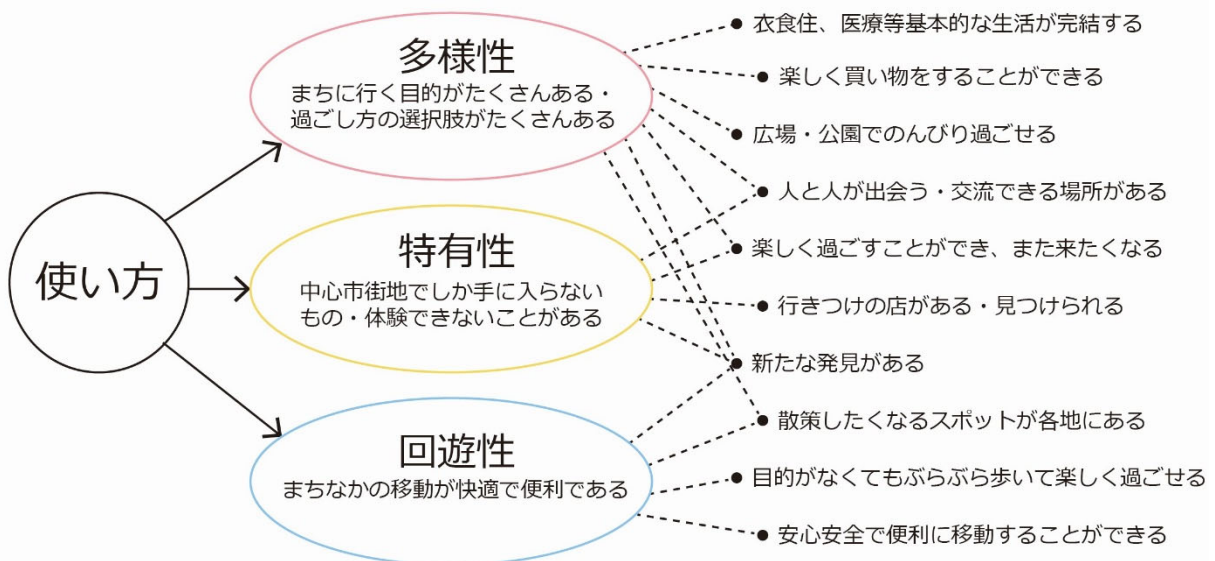 使い方
多様性
まちに行く目的がたくさんある・
過ごし方の選択肢がたくさんある
特有性
中心市街地でしか手に入らない
もの・体験できないことがある
回遊性
まちなかの移動が快適で便利である
● 衣食住、医療等基本的な生活が完結する
● 楽しく買い物をすることができる
● 広場・公園でのんびり過ごせる
● 人と人が出会う・交流できる場所がある
● 楽しく過ごすことができ、また来たくなる
● 行きつけの店がある・見つけられる
● 新たな発見がある
● 散策したくなるスポットが各地にある
● 目的がなくてもぶらぶら歩いて楽しく過ごせる
● 安心安全で便利に移動することができる